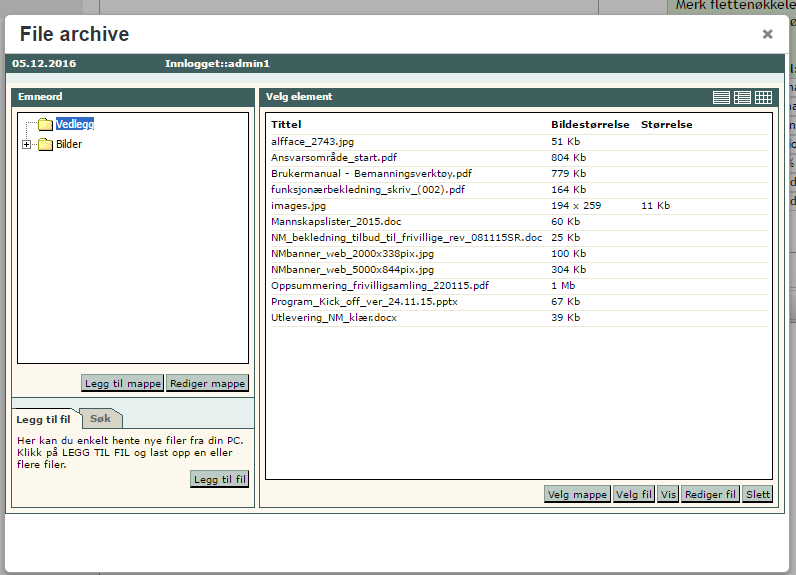 Merk flettenøkkele
File archive
05.12.2016 Innlogget::admin1
Emneord
Vedlegg
Bilder
Legg til mappe Rediger mappe
Legg til fil Søk
Her kan du enkelt hente nye filer fra din PC.
Klikk på LEGG TIL FIL og last opp en eller
flere filer.
Legg til fil
Velg element
Tittel Bildestørrelse Størrelse
alfface_2743.jpg 51 Kb
Ansvarsområde_start.pdf 804 Kb
Brukermanual - Bemanningsverktøy.pdf 779 Kb
funksjonærbekledning_skriv_(002).pdf 164 Kb
images.jpg 194 x 259 11 Kb
Mannskapslister_2015.doc 60 Kb
NM_bekledning_tilbud_til_frivillige_rev_081115SR.doc 25 Kb
NMbanner_web_2000x338pix.jpg 100 Kb
NMbanner_web_5000x844pix.jpg 304 Kb
Oppsummering_frivilligsamling_220115.pdf 1 Mb
Program_Kick_off_ver_24.11.15.pptx 67 Kb
Utlevering_NM_klær.docx 39 Kb
Velg mappe Velg fil Vis Rediger fil Slett